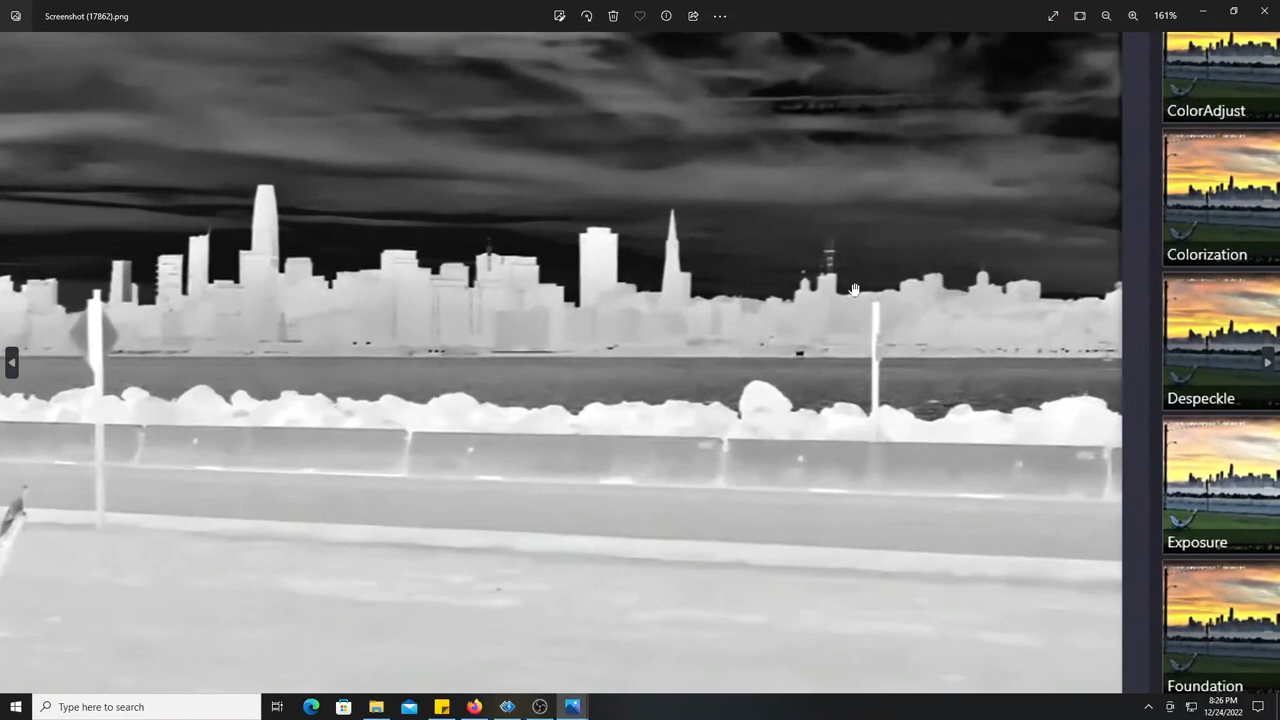 Screenshot (17862).png
161%
ColorAdjust
Colorization
Despeckle
Exposure
Foundation
Type here to search
8:26 PM
12/24/2022